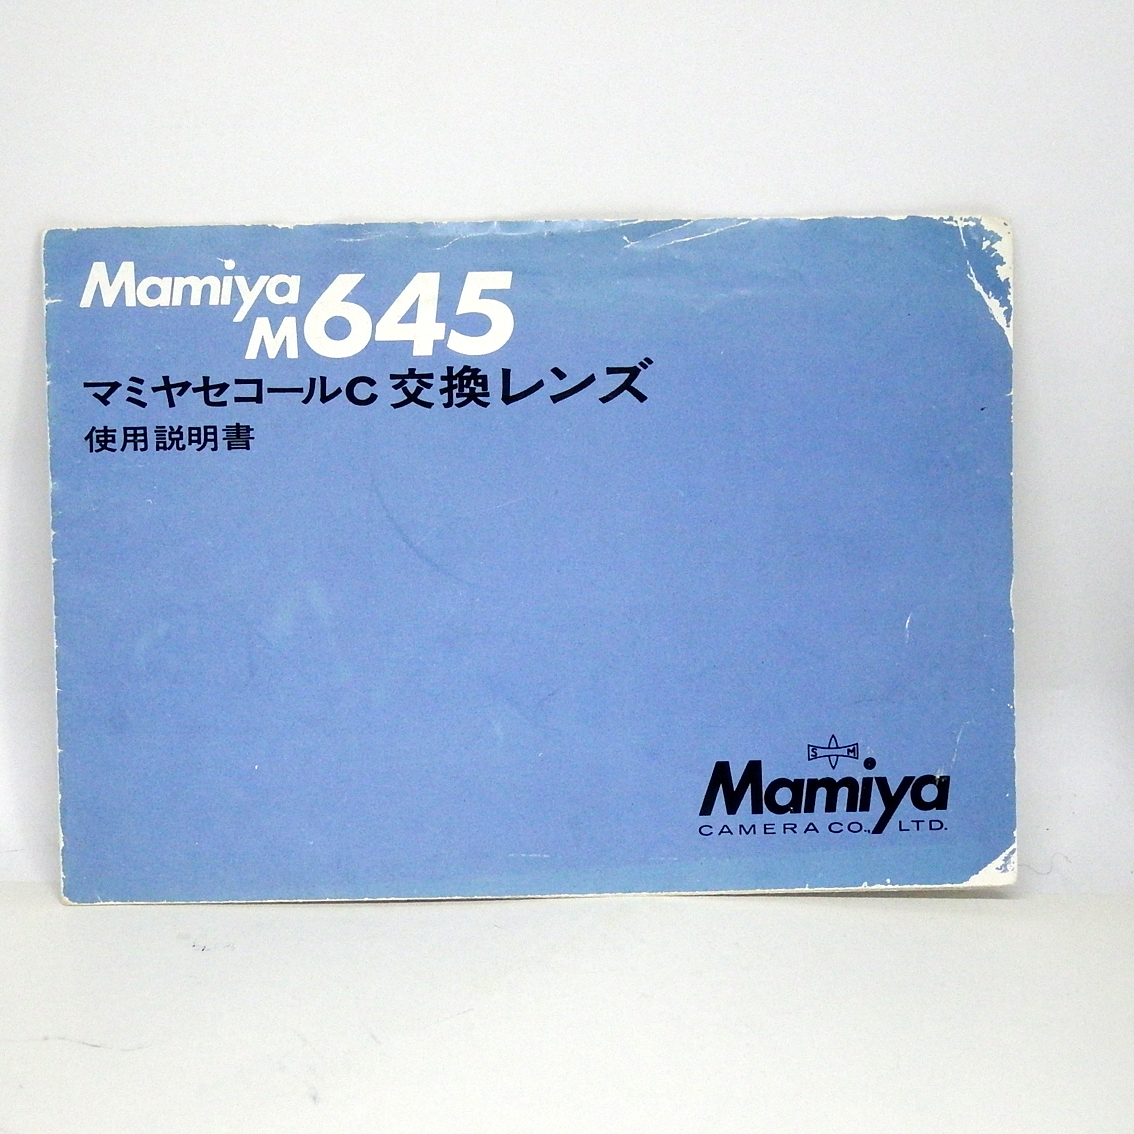 Mamiya
M645
マミヤセコールC 交換レンズ
使用説明書
S M
Mamiya
CAMERA CO., LTD.